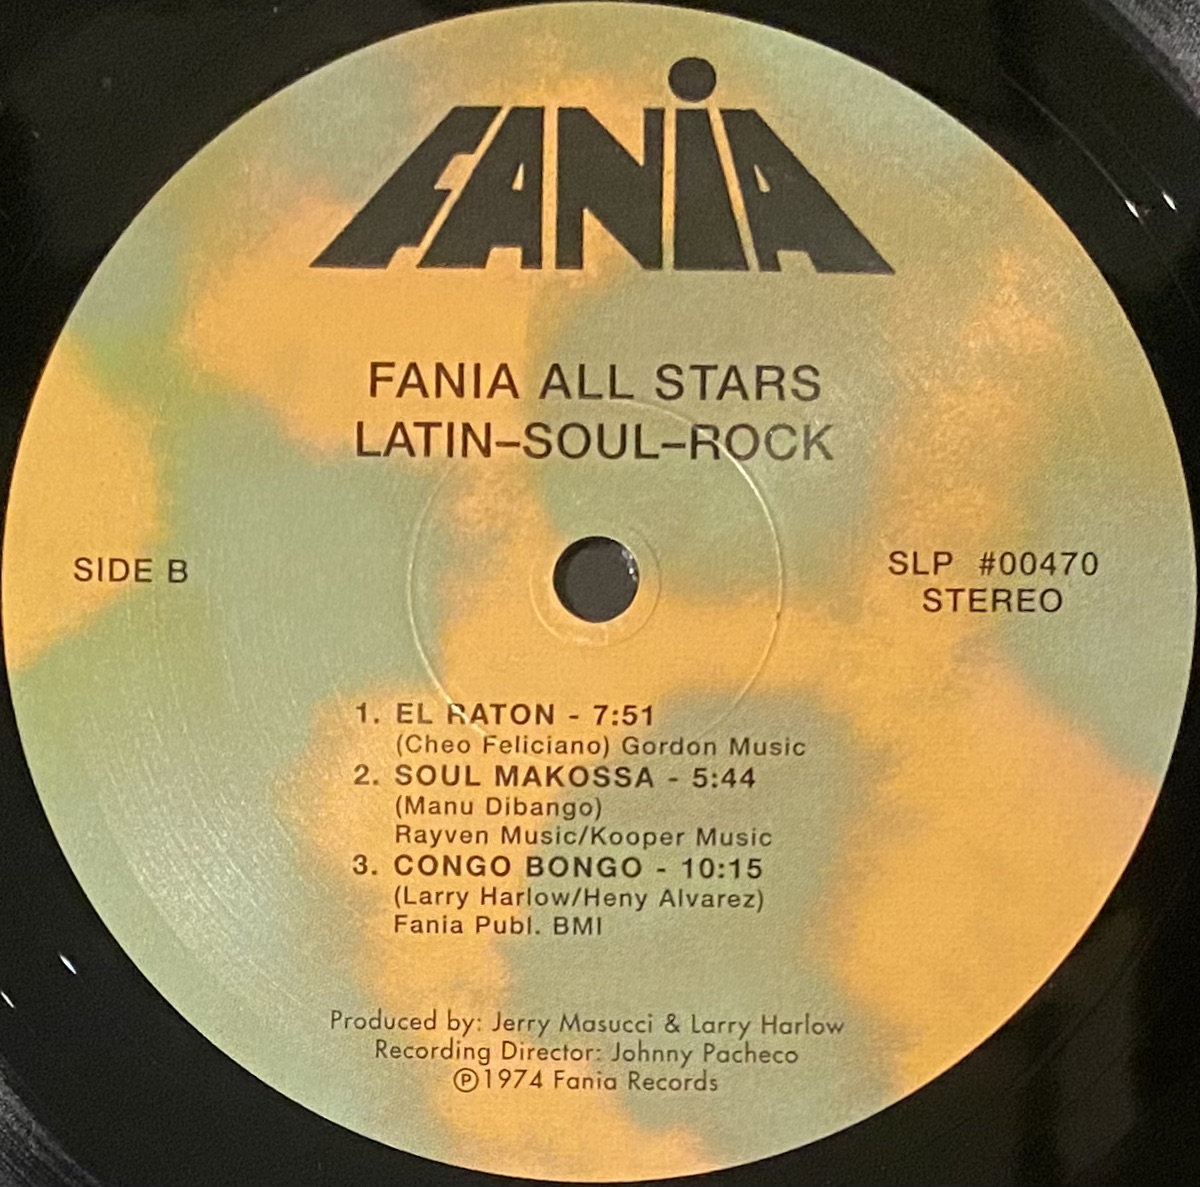 FANiA
FANIA ALL STARS
LATIN–SOUL–ROCK
SIDE B
SLP #00470
STEREO
1. EL RATON - 7:51
(Cheo Feliciano) Gordon Music
2. SOUL MAKOSSA - 5:44
(Manu Dibango)
Rayven Music/Kooper Music
3. CONGO BONGO - 10:15
(Larry Harlow/Heny Alvarez)
Fania Publ. BMI
Produced by: Jerry Masucci & Larry Harlow
Recording Director: Johnny Pacheco
℗1974 Fania Records